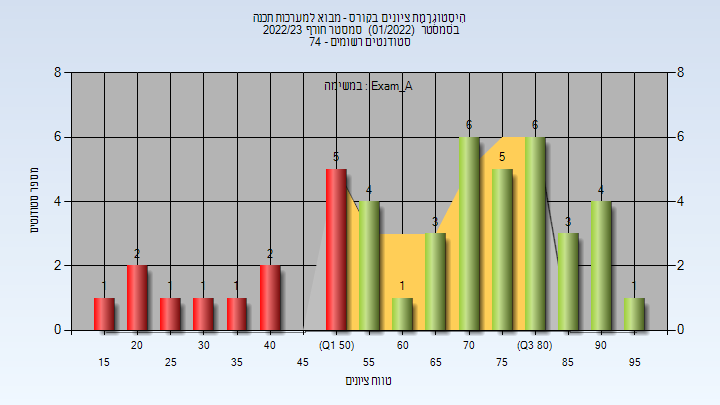 היסטוגרמת ציונים בקורס - מבוא למערכות תכנה
בסמסטר (01/2022) סמסטר חורף 2022/23
סטודנטים רשומים - 74
במשימה : Exam_A
מספר סטודנטים
8 8
6 6
4 4
2 2
0 0
1 2 1 1 1 2 5 4 1 3 6 5 6 3 4 1
20 30 40 (Q1 50) 60 70 (Q3 80) 90
15 25 35 45 55 65 75 85 95
טווח ציונים